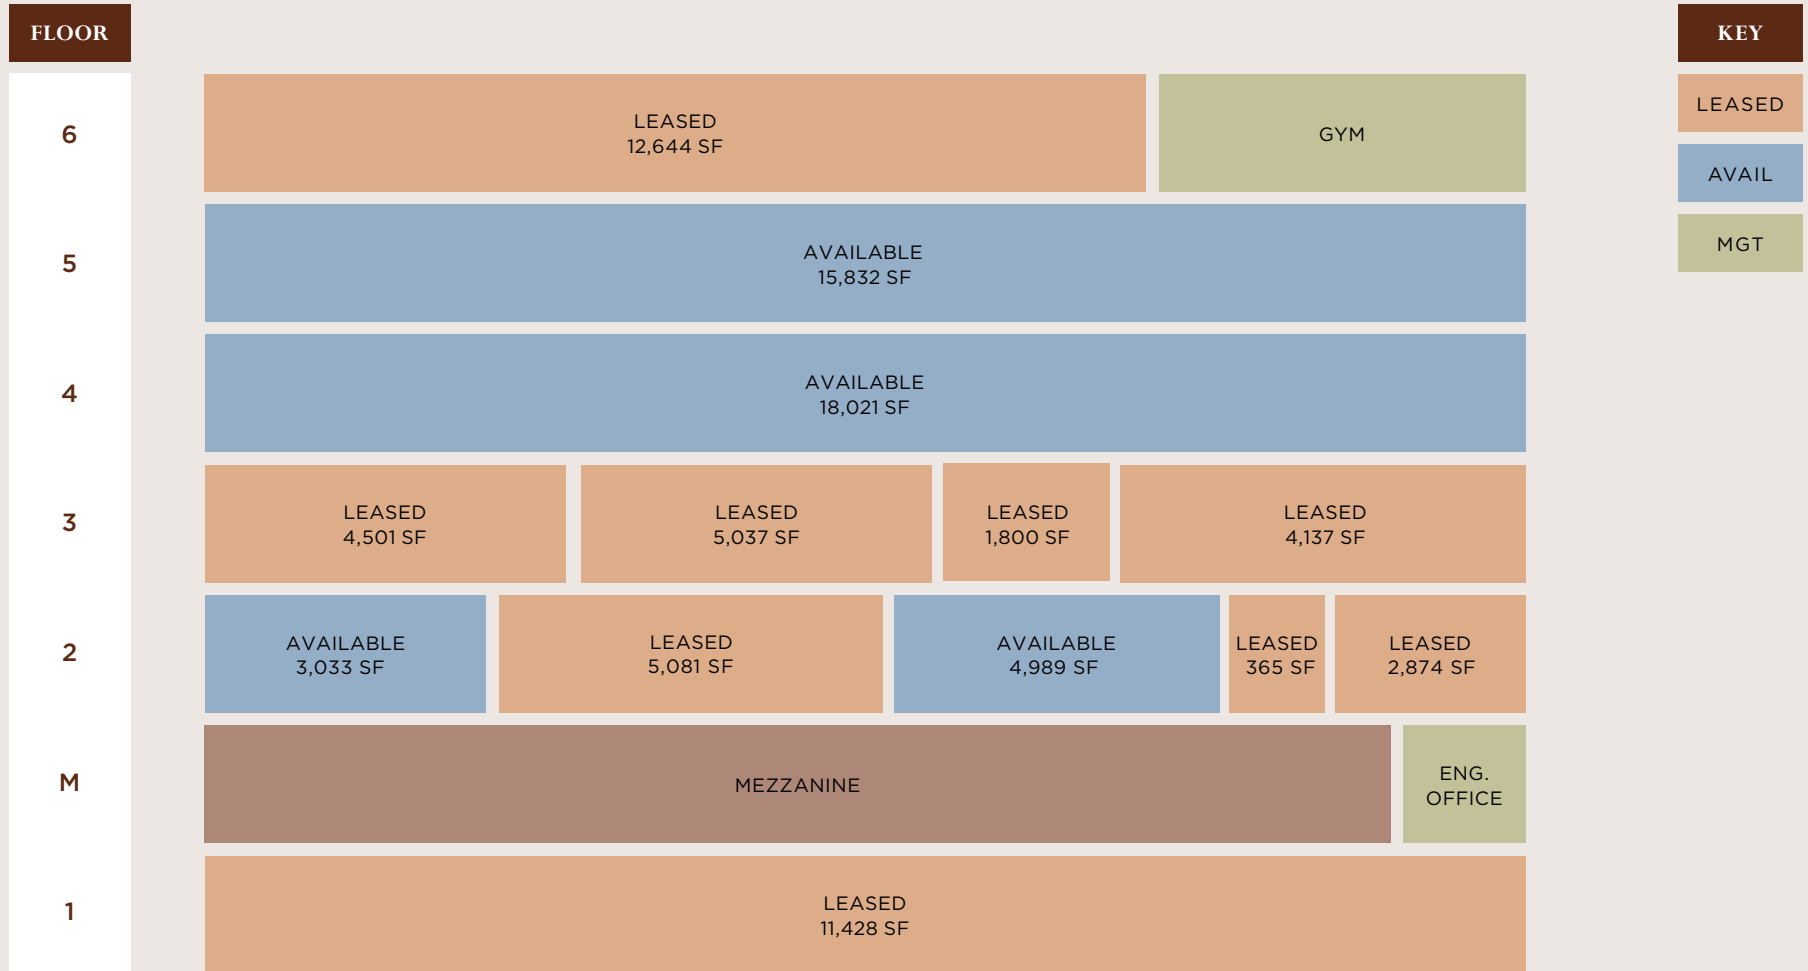 FLOOR
KEY
6
LEASED
12,644 SF
GYM
LEASED
AVAIL
MGT
5
AVAILABLE
15,832 SF
4
AVAILABLE
18,021 SF
3
LEASED
4,501 SF
LEASED
5,037 SF
LEASED
1,800 SF
LEASED
4,137 SF
2
AVAILABLE
3,033 SF
LEASED
5,081 SF
AVAILABLE
4,989 SF
LEASED
365 SF
LEASED
2,874 SF
M
MEZZANINE
ENG.
OFFICE
1
LEASED
11,428 SF